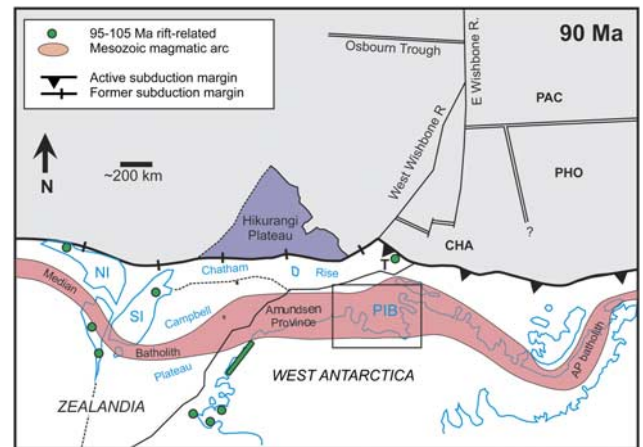 95-105 Ma rift-related
Mesozoic magmatic arc
Active subduction margin
Former subduction margin
90 Ma
Osbourn Trough
E Wishbone R.
West Wishbone R
PAC
PHO
?
N
~200 km
Hikurangi
Plateau
CHA
T
NI
SI
Chatham
Rise
Median
Batholith
Campbell
Plateau
Amundsen
Province
PIB
AP batholith
WEST ANTARCTICA
ZEALANDIA